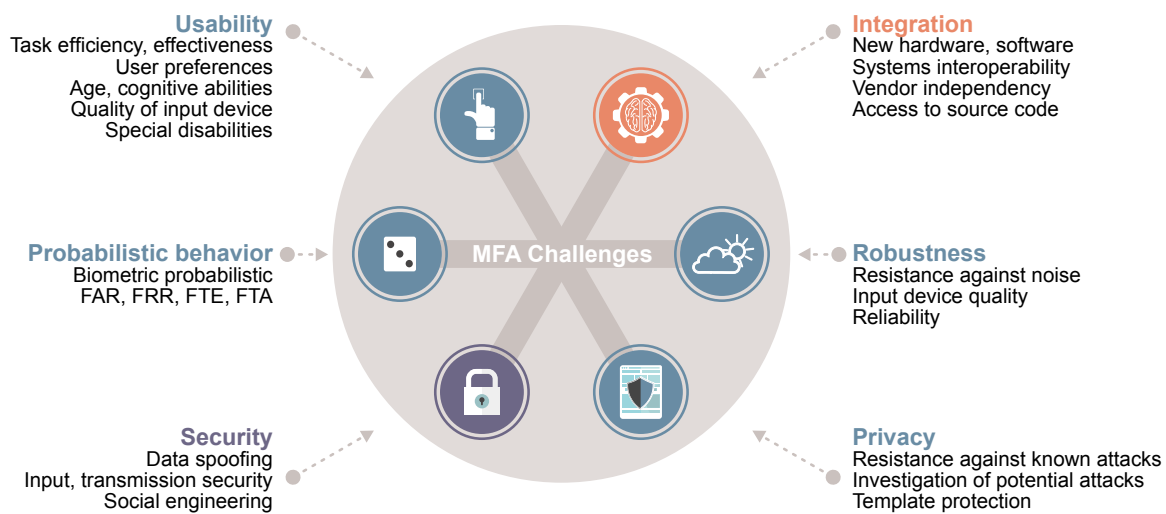 Usability
Task efficiency, effectiveness
User preferences
Age, cognitive abilities
Quality of input device
Special disabilities
Integration
New hardware, software
Systems interoperability
Vendor independency
Access to source code
Probabilistic behavior
Biometric probabilistic
FAR, FRR, FTE, FTA
MFA Challenges
Robustness
Resistance against noise
Input device quality
Reliability
Security
Data spoofing
Input, transmission security
Social engineering
Privacy
Resistance against known attacks
Investigation of potential attacks
Template protection